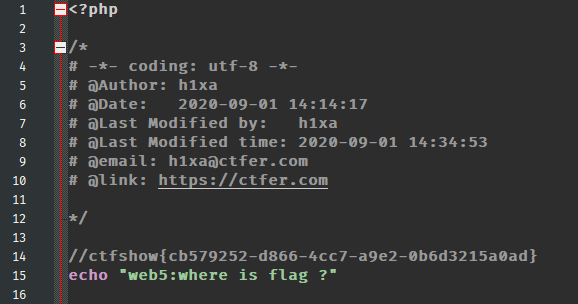 1 <?php
2
3 /*
4 # -*- coding: utf-8 -*-
5 # @Author: h1xa
6 # @Date:   2020-09-01 14:14:17
7 # @Last Modified by:   h1xa
8 # @Last Modified time: 2020-09-01 14:34:53
9 # @email: h1xa@ctfer.com
10 # @link: https://ctfer.com
11
12 */
13
14 //ctfshow{cb579252-d866-4cc7-a9e2-0b6d3215a0ad}
15 echo "web5:where is flag ?"
16